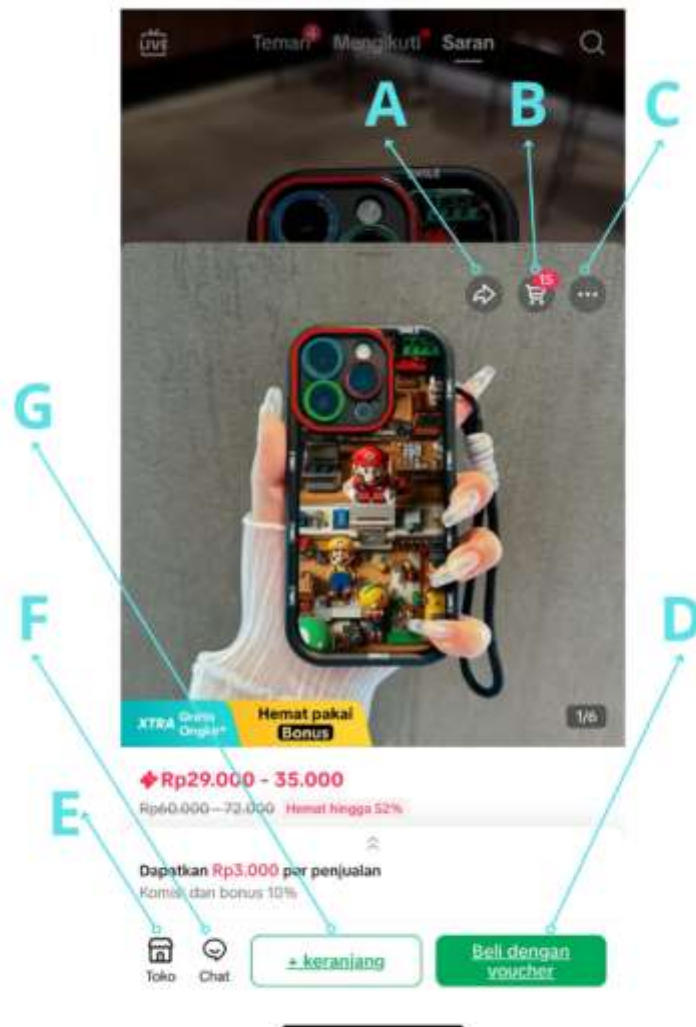 LIVE
Teman 4 Mengikuti Saran
A B C
15
G
F
D
XTRA Gratis Ongkir*
Hemat pakai
Bonus
1/6
Rp29.000 - 35.000
Rp60.000 - 72.000 Hemat hingga 52%
E
Dapatkan Rp3.000 per penjualan
Komisi dan bonus 10%
Toko
Chat
+ keranjang
Beli dengan
voucher